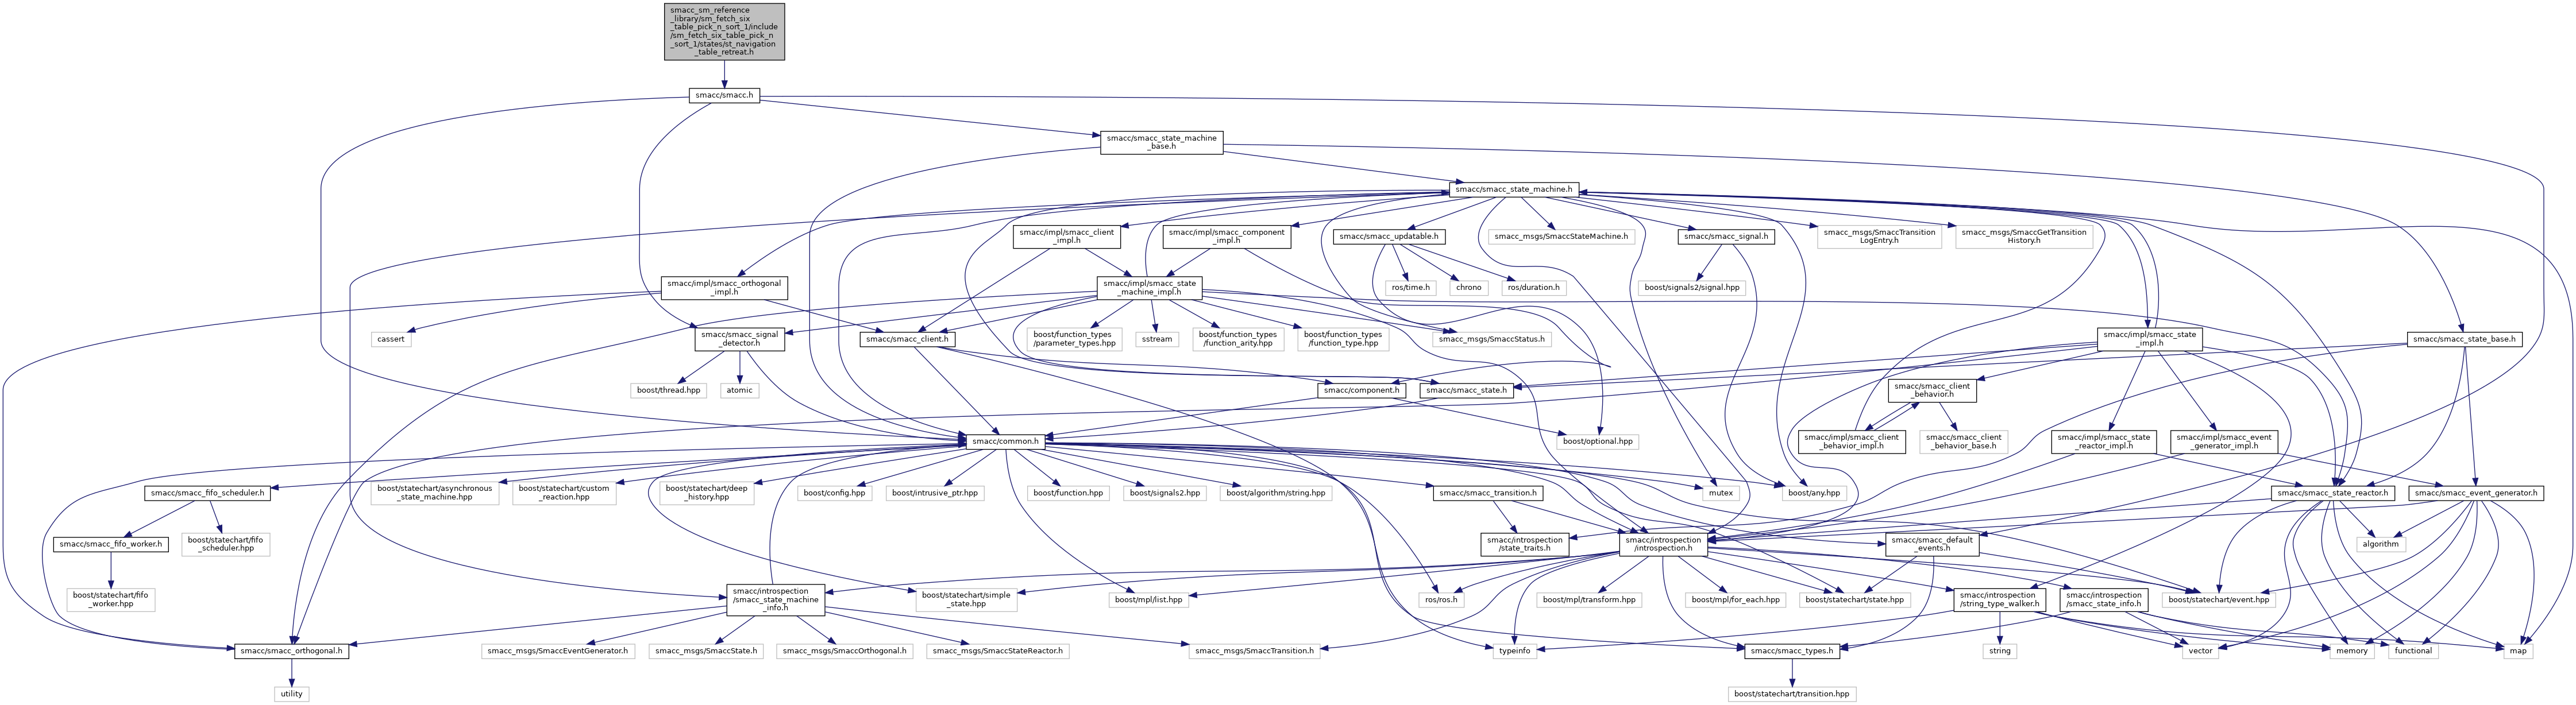 smacc_sm_reference
_library/sm_fetch_six
_table_pick_n_sort_1/include
/sm_fetch_six_table_pick_n
_sort_1/states/st_navigation
_table_retreat.h
smacc/smacc.h
smacc/smacc_state_machine
_base.h
smacc/smacc_state_machine.h
smacc/impl/smacc_client
_impl.h
smacc/impl/smacc_component
_impl.h
smacc/smacc_updatable.h
smacc_msgs/SmaccStateMachine.h
smacc/smacc_signal.h
smacc_msgs/SmaccTransition
LogEntry.h
smacc_msgs/SmaccGetTransition
History.h
smacc/impl/smacc_orthogonal
_impl.h
smacc/impl/smacc_state
_machine_impl.h
ros/time.h
chrono
ros/duration.h
boost/signals2/signal.hpp
cassert
smacc/smacc_signal
_detector.h
smacc/smacc_client.h
boost/function_types
/parameter_types.hpp
sstream
boost/function_types
/function_arity.hpp
boost/function_types
/function_type.hpp
smacc_msgs/SmaccStatus.h
smacc/impl/smacc_state
_impl.h
smacc/smacc_state_base.h
boost/thread.hpp
atomic
smacc/component.h
smacc/smacc_state.h
smacc/smacc_client
_behavior.h
smacc/common.h
boost/optional.hpp
smacc/impl/smacc_client
_behavior_impl.h
smacc/smacc_client
_behavior_base.h
smacc/impl/smacc_state
_reactor_impl.h
smacc/impl/smacc_event
_generator_impl.h
smacc/smacc_fifo_scheduler.h
boost/statechart/asynchronous
_state_machine.hpp
boost/statechart/custom
_reaction.hpp
boost/statechart/deep
_history.hpp
boost/config.hpp
boost/intrusive_ptr.hpp
boost/function.hpp
boost/signals2.hpp
boost/algorithm/string.hpp
smacc/smacc_transition.h
mutex
boost/any.hpp
smacc/smacc_state_reactor.h
smacc/smacc_event_generator.h
smacc/smacc_fifo_worker.h
boost/statechart/fifo
_scheduler.hpp
smacc/introspection
/state_traits.h
smacc/introspection
/introspection.h
smacc/smacc_default
_events.h
algorithm
boost/statechart/fifo
_worker.hpp
smacc/introspection
/smacc_state_machine
_info.h
boost/statechart/simple
_state.hpp
boost/mpl/list.hpp
ros/ros.h
boost/mpl/transform.hpp
boost/mpl/for_each.hpp
boost/statechart/state.hpp
smacc/introspection
/string_type_walker.h
smacc/introspection
/smacc_state_info.h
boost/statechart/event.hpp
smacc/smacc_orthogonal.h
smacc_msgs/SmaccEventGenerator.h
smacc_msgs/SmaccState.h
smacc_msgs/SmaccOrthogonal.h
smacc_msgs/SmaccStateReactor.h
smacc_msgs/SmaccTransition.h
typeinfo
smacc/smacc_types.h
string
vector
memory
functional
map
utility
boost/statechart/transition.hpp